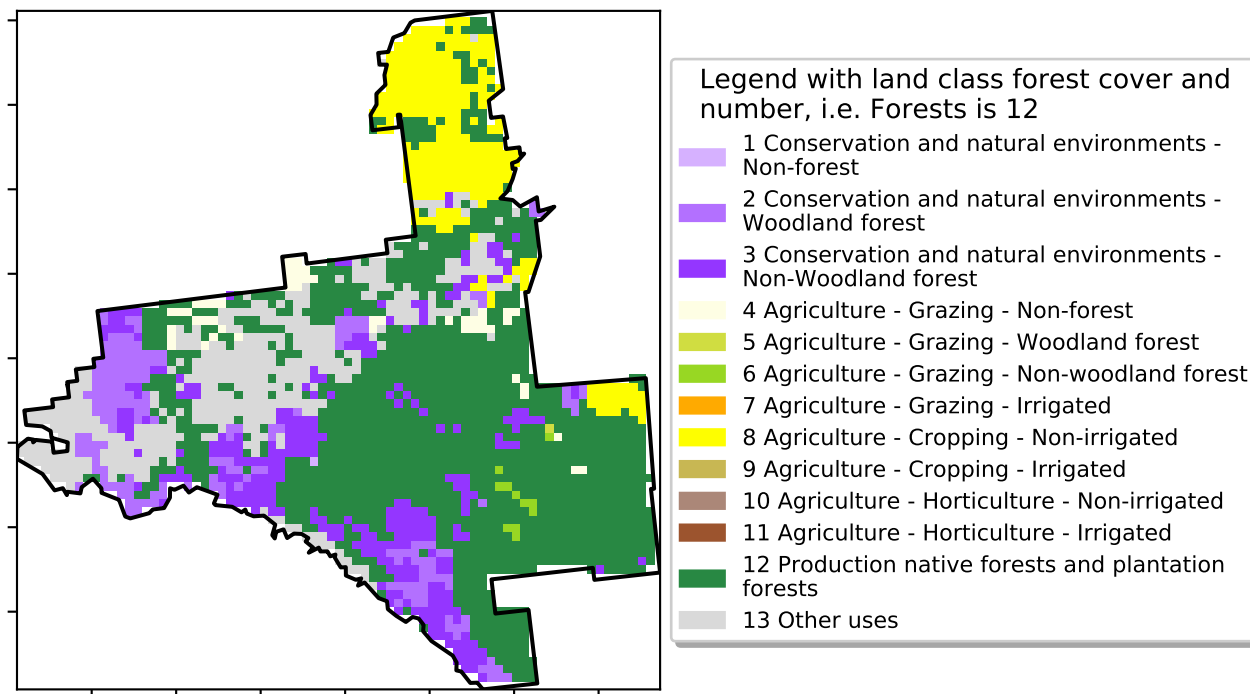 Legend with land class forest cover and
number, i.e. Forests is 12
1 Conservation and natural environments -
Non-forest
2 Conservation and natural environments -
Woodland forest
3 Conservation and natural environments -
Non-Woodland forest
4 Agriculture - Grazing - Non-forest
5 Agriculture - Grazing - Woodland forest
6 Agriculture - Grazing - Non-woodland forest
7 Agriculture - Grazing - Irrigated
8 Agriculture - Cropping - Non-irrigated
9 Agriculture - Cropping - Irrigated
10 Agriculture - Horticulture - Non-irrigated
11 Agriculture - Horticulture - Irrigated
12 Production native forests and plantation
forests
13 Other uses